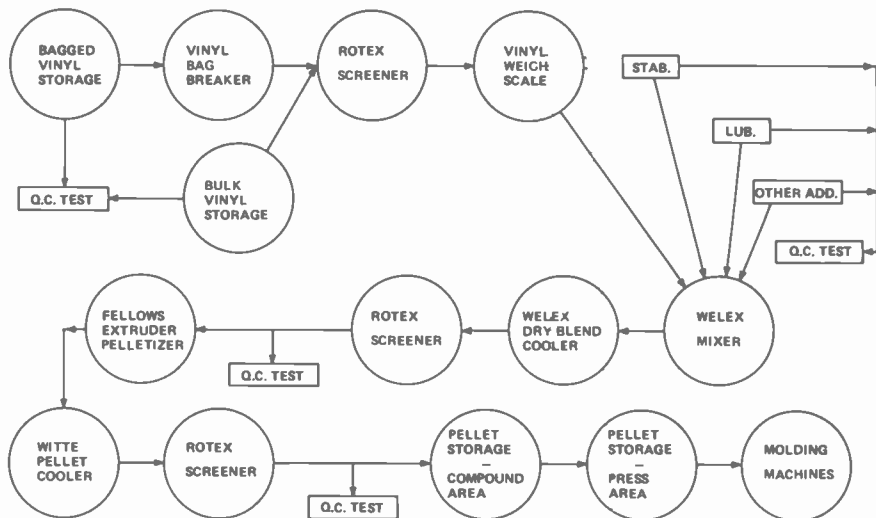 BAGGED
VINYL
STORAGE
VINYL
BAG
BREAKER
ROTEX
SCREENER
VINYL
WEIGH
SCALE
STAB.
LUB.
OTHER ADD.
Q.C. TEST
Q.C. TEST
BULK
VINYL
STORAGE
FELLOWS
EXTRUDER
PELLETIZER
Q.C. TEST
ROTEX
SCREENER
WELEX
DRY BLEND
COOLER
WELEX
MIXER
WITTE
PELLET
COOLER
ROTEX
SCREENER
Q.C. TEST
PELLET
STORAGE
–
COMPOUND
AREA
PELLET
STORAGE
–
PRESS
AREA
MOLDING
MACHINES